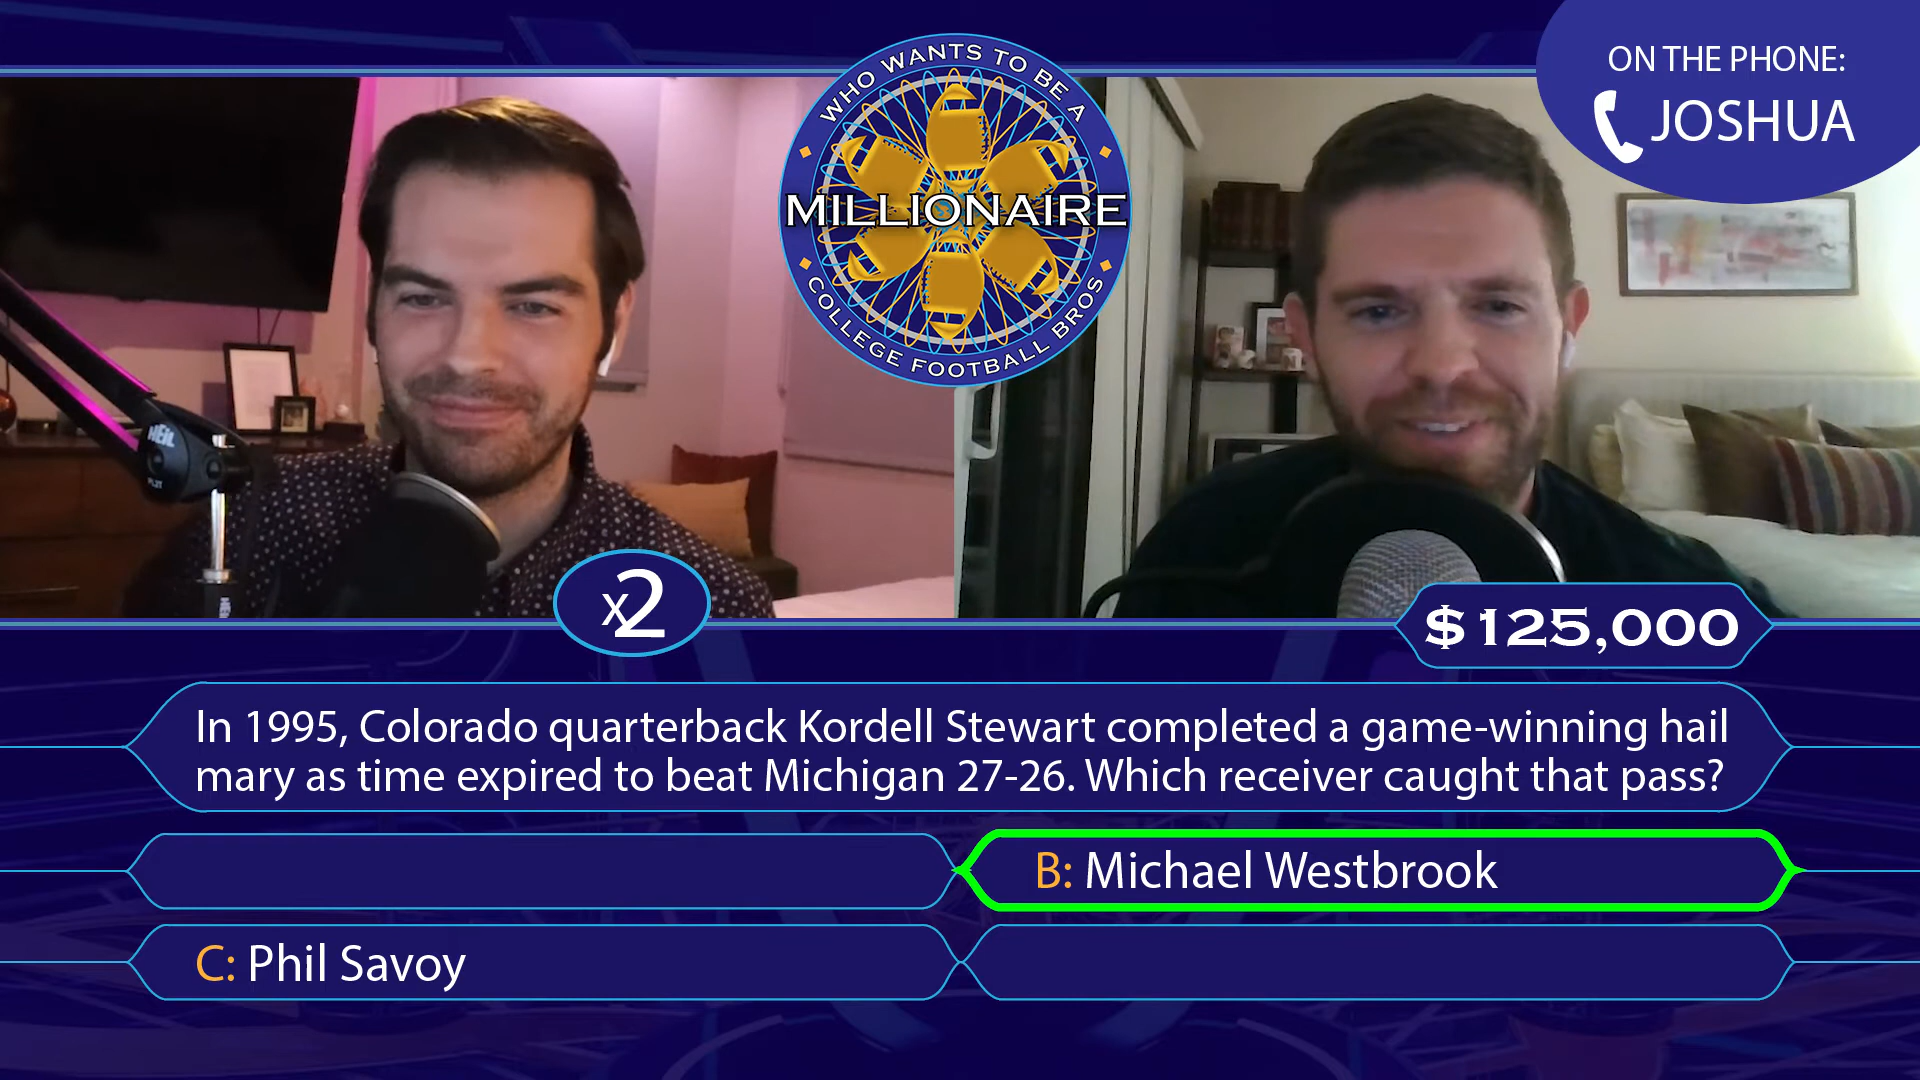 ON THE PHONE:
JOSHUA
WHO WANTS TO BE A
MILLIONAIRE
COLLEGE FOOTBALL BROS
HEIL
PL2T
x2
$125,000
In 1995, Colorado quarterback Kordell Stewart completed a game-winning hail
mary as time expired to beat Michigan 27-26. Which receiver caught that pass?
B: Michael Westbrook
C: Phil Savoy